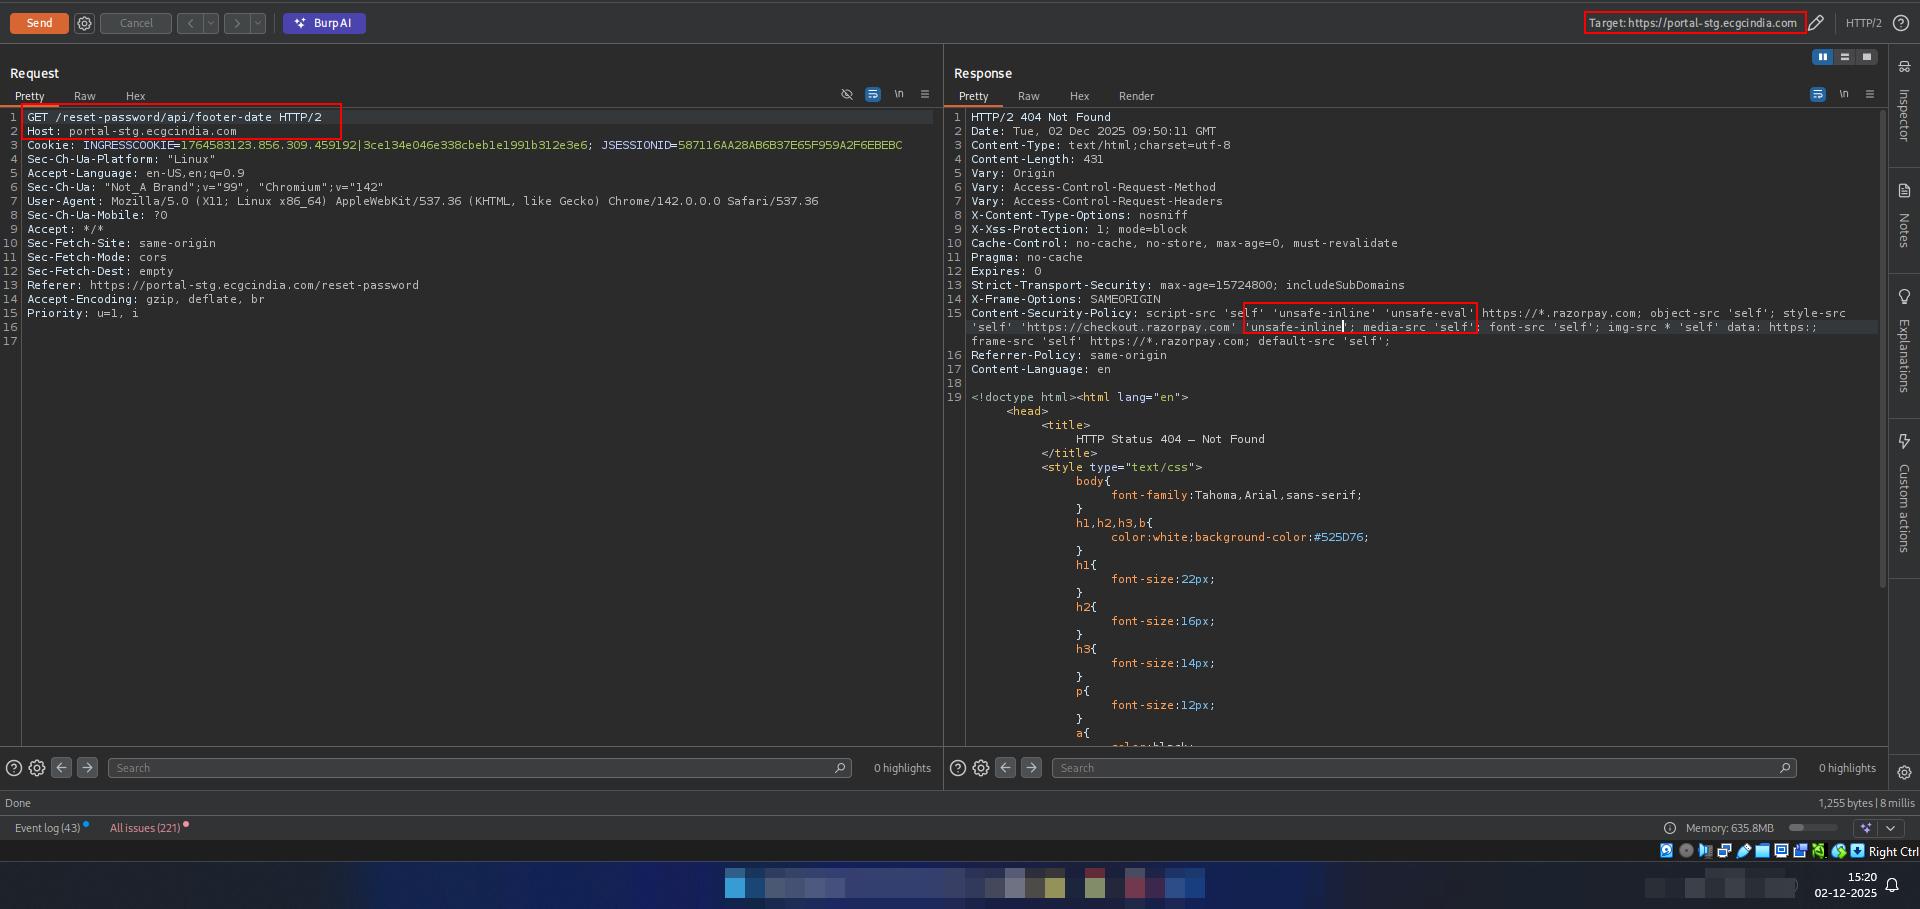 Send
Cancel
Burp AI
Target: https://portal-stg.ecgcindia.com
HTTP/2
Request
Pretty Raw Hex
\n
1 GET /reset-password/api/footer-date HTTP/2
2 Host: portal-stg.ecgcindia.com
3 Cookie: INGRESSCOOKIE=1764583123.856.309.459192|3ce134e046e338cbeb1e1991b312e3e6; JSESSIONID=587116AA28AB6B37E65F959A2F6EBEBC
4 Sec-Ch-Ua-Platform: "Linux"
5 Accept-Language: en-US,en;q=0.9
6 Sec-Ch-Ua: "Not_A Brand";v="99", "Chromium";v="142"
7 User-Agent: Mozilla/5.0 (X11; Linux x86_64) AppleWebKit/537.36 (KHTML, like Gecko) Chrome/142.0.0.0 Safari/537.36
8 Sec-Ch-Ua-Mobile: ?0
9 Accept: */*
10 Sec-Fetch-Site: same-origin
11 Sec-Fetch-Mode: cors
12 Sec-Fetch-Dest: empty
13 Referer: https://portal-stg.ecgcindia.com/reset-password
14 Accept-Encoding: gzip, deflate, br
15 Priority: u=1, i
16
17
Search
0 highlights
Response
Pretty Raw Hex Render
\n
1 HTTP/2 404 Not Found
2 Date: Tue, 02 Dec 2025 09:50:11 GMT
3 Content-Type: text/html;charset=utf-8
4 Content-Length: 431
5 Vary: Origin
6 Vary: Access-Control-Request-Method
7 Vary: Access-Control-Request-Headers
8 X-Content-Type-Options: nosniff
9 X-Xss-Protection: 1; mode=block
10 Cache-Control: no-cache, no-store, max-age=0, must-revalidate
11 Pragma: no-cache
12 Expires: 0
13 Strict-Transport-Security: max-age=15724800; includeSubDomains
14 X-Frame-Options: SAMEORIGIN
15 Content-Security-Policy: script-src 'self' 'unsafe-inline' 'unsafe-eval' https://*.razorpay.com; object-src 'self'; style-src
'self' 'https://checkout.razorpay.com' 'unsafe-inline'; media-src 'self'; font-src 'self'; img-src * 'self' data: https:;
frame-src 'self' https://*.razorpay.com; default-src 'self';
16 Referrer-Policy: same-origin
17 Content-Language: en
18
19 <!doctype html><html lang="en">
<head>
<title>
HTTP Status 404 – Not Found
</title>
<style type="text/css">
body{
font-family:Tahoma,Arial,sans-serif;
}
h1,h2,h3,b{
color:white;background-color:#525D76;
}
h1{
font-size:22px;
}
h2{
font-size:16px;
}
h3{
font-size:14px;
}
p{
font-size:12px;
}
a{
color:black;
Search
0 highlights
Inspector
Notes
Explanations
Custom actions
Done
1,255 bytes | 8 millis
Event log (43)
All issues (221)
Memory: 635.8MB
Right Ctrl
15:20
02-12-2025